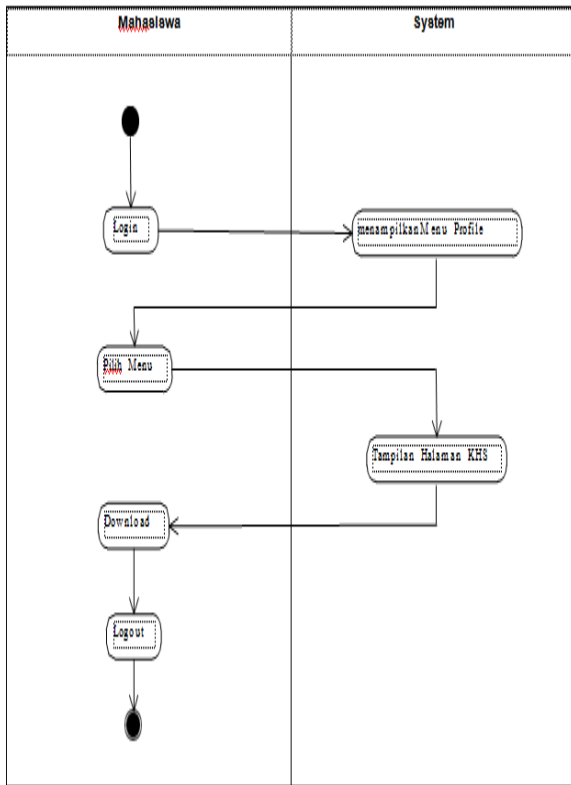 Mahasiswa
System
Login
menampilkanMenu Profile
Pilih Menu
Tampilan Halaman KHS
Download
Logout